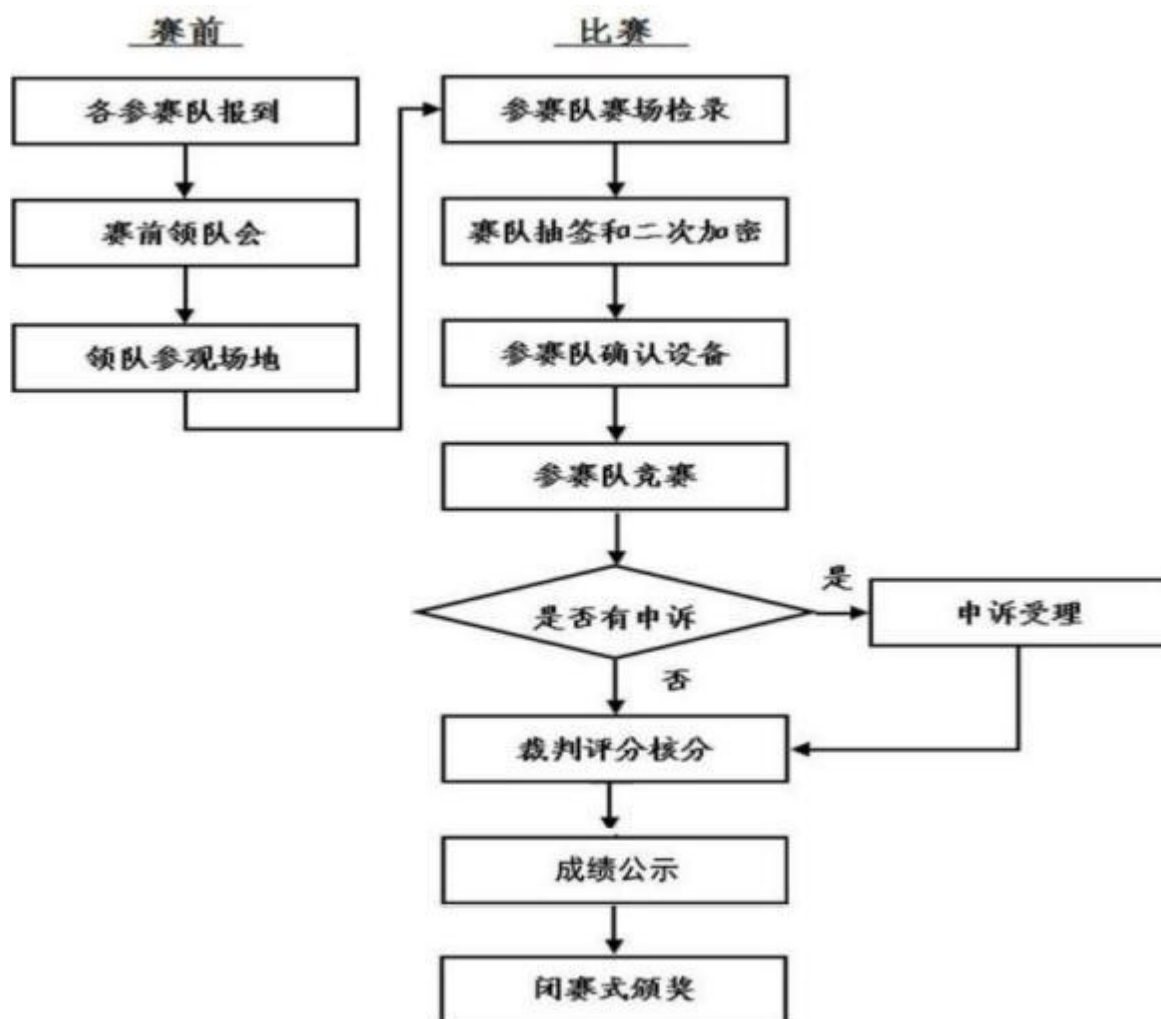 赛前
各参赛队报到
赛前领队会
领队参观场地
比赛
参赛队赛场检录
赛队抽签和二次加密
参赛队确认设备
参赛队竞赛
是否有申诉
是
申诉受理
否
裁判评分核分
成绩公示
闭赛式颁奖